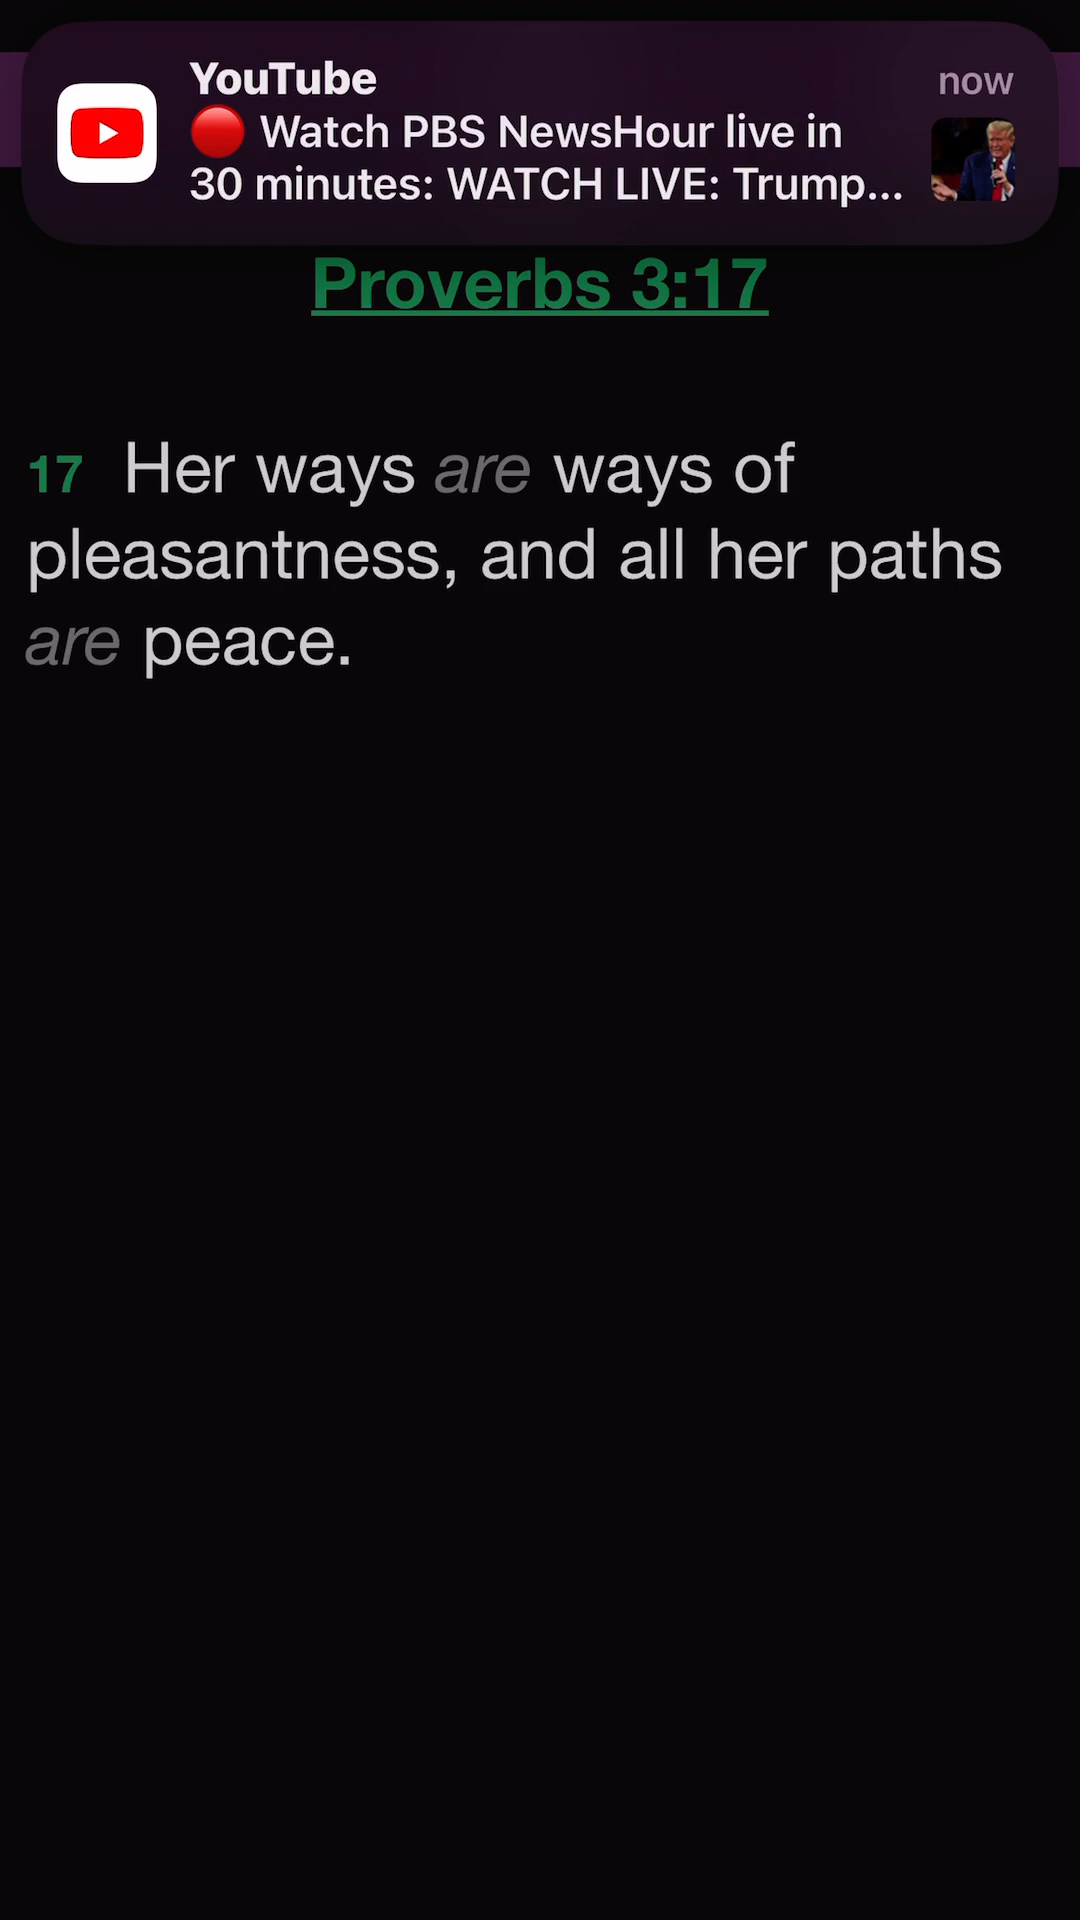 YouTube
now
🔴 Watch PBS NewsHour live in
30 minutes: WATCH LIVE: Trump...
Proverbs 3:17
17 Her ways are ways of
pleasantness, and all her paths
are peace.